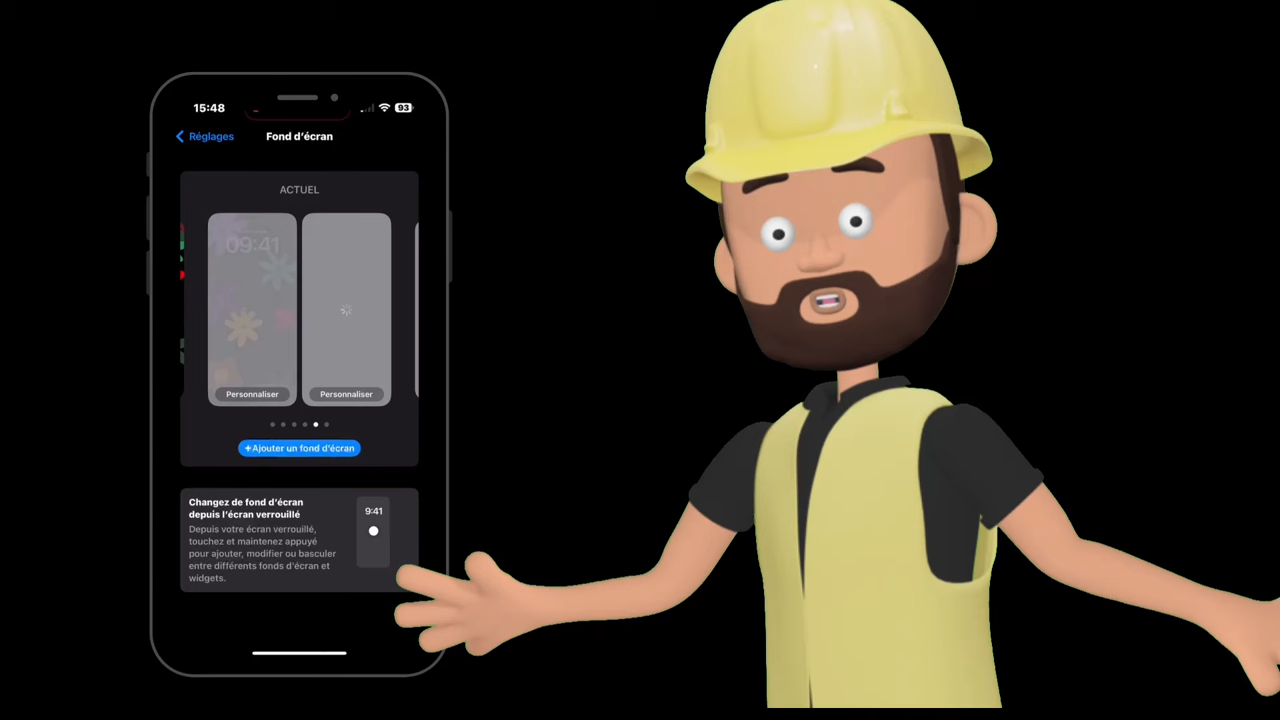 15:48
93
Réglages
Fond d’écran
ACTUEL
09:41
Personnaliser
Personnaliser
+Ajouter un fond d’écran
Changez de fond d’écran
depuis l’écran verrouillé
Depuis votre écran verrouillé,
touchez et maintenez appuyé
pour ajouter, modifier ou basculer
entre différents fonds d’écran et
widgets.
9:41